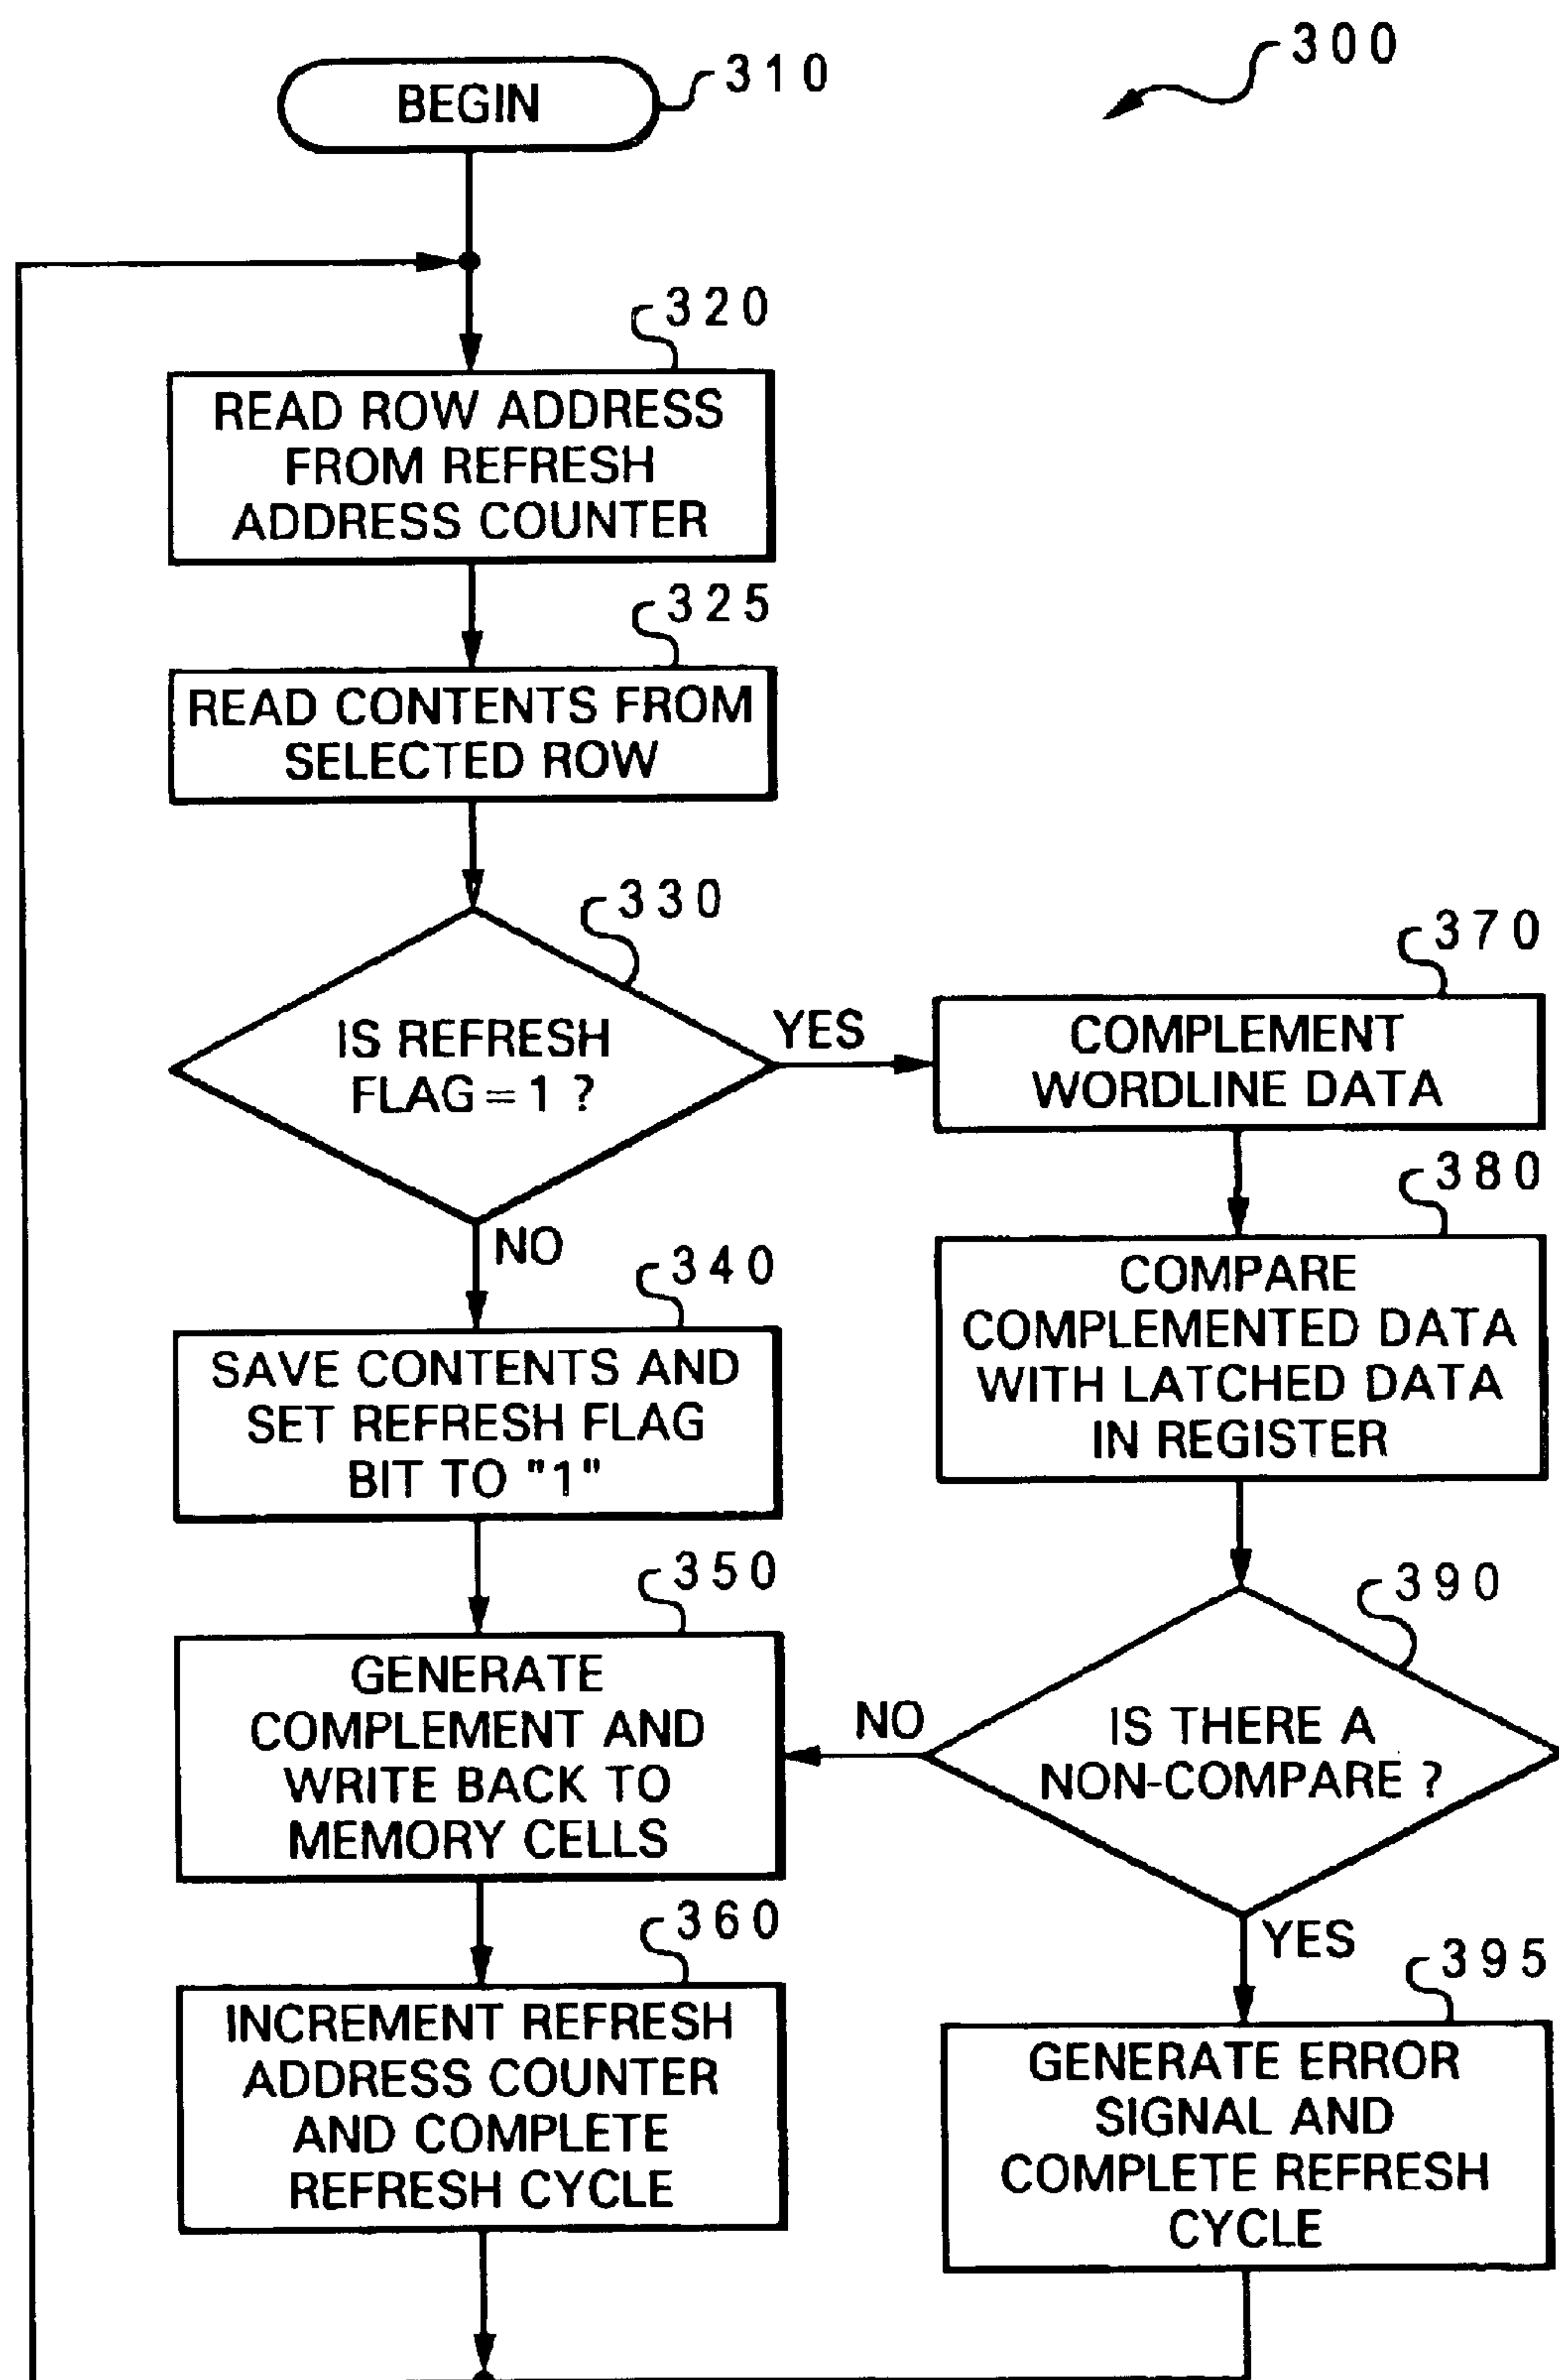 300
BEGIN
310
320
READ ROW ADDRESS
FROM REFRESH
ADDRESS COUNTER
325
READ CONTENTS FROM
SELECTED ROW
330
IS REFRESH
FLAG=1 ?
YES
NO
370
COMPLEMENT
WORDLINE DATA
380
COMPARE
COMPLEMENTED DATA
WITH LATCHED DATA
IN REGISTER
340
SAVE CONTENTS AND
SET REFRESH FLAG
BIT TO "1"
350
GENERATE
COMPLEMENT AND
WRITE BACK TO
MEMORY CELLS
390
IS THERE A
NON-COMPARE ?
NO
YES
360
INCREMENT REFRESH
ADDRESS COUNTER
AND COMPLETE
REFRESH CYCLE
395
GENERATE ERROR
SIGNAL AND
COMPLETE REFRESH
CYCLE